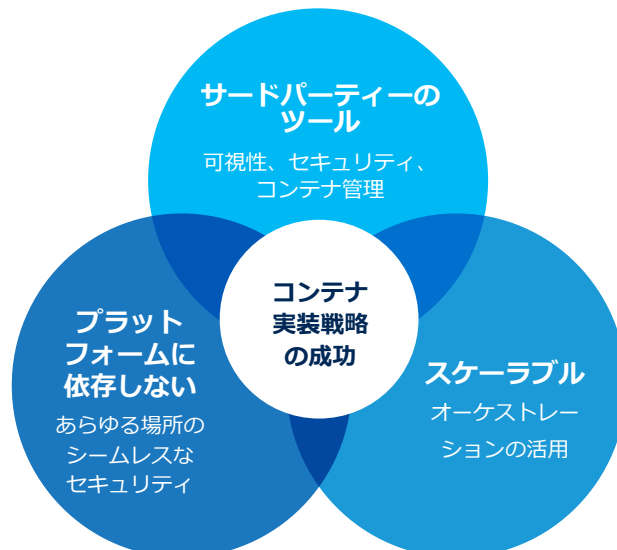 サードパーティーの
ツール
可視性、セキュリティ、
コンテナ管理
コンテナ
実装戦略
の成功
プラット
フォームに
依存しない
あらゆる場所の
シームレスな
セキュリティ
スケーラブル
オーケストレー
ションの活用